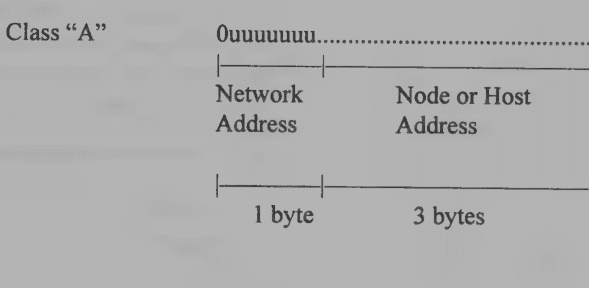 Class “A” 0uuuuuuu.......................................
Network Node or Host
Address Address
1 byte 3 bytes